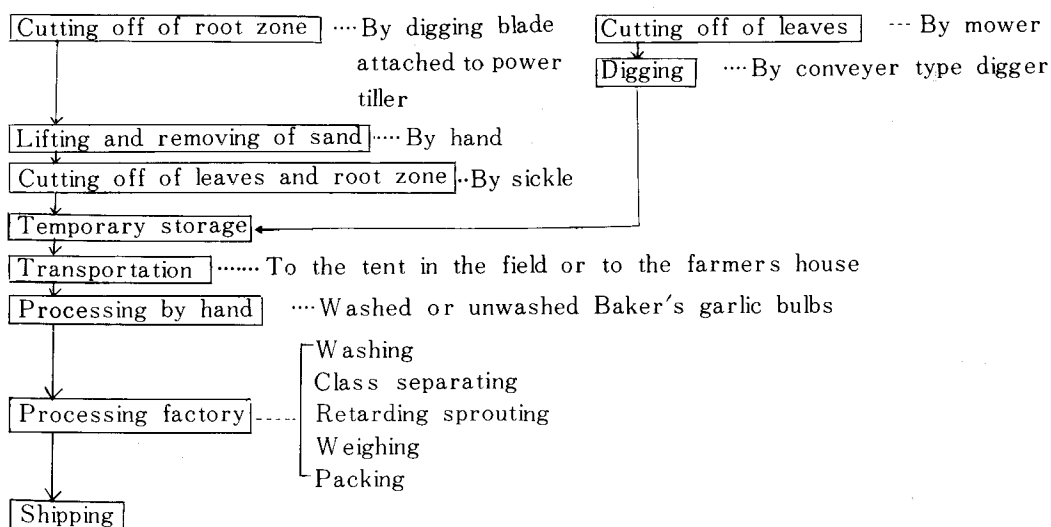 Cutting off of root zone ····By digging blade
attached to power
tiller
Cutting off of leaves --- By mower
Digging ····By conveyer type digger
Lifting and removing of sand ····· By hand
Cutting off of leaves and root zone ··By sickle
Temporary storage
Transportation ·······To the tent in the field or to the farmers house
Processing by hand ····Washed or unwashed Baker's garlic bulbs
Washing
Class separating
Processing factory ----- Retarding sprouting
Weighing
Packing
Shipping